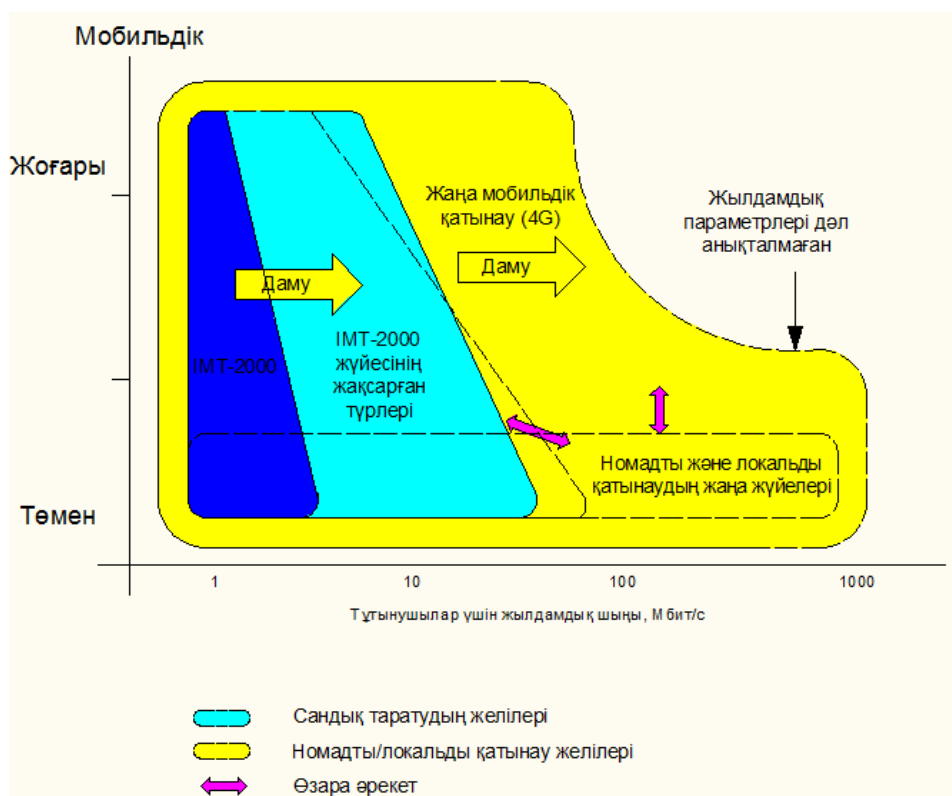 Мобильдік
Жоғары
Төмен
Жаңа мобильдік
қатынау (4G)
Даму
Даму
Жылдамдық
параметрлері дәл
анықталмаған
IMT-2000
IMT-2000
жүйесінің
жақсарған
түрлері
Номадты және локальды
қатынаудың жаңа жүйелері
1
10
100
1000
Тұтынушылар үшін жылдамдық шыңы, Мбит/с
Сандық таратудың желілері
Номадты/локальды қатынау желілері
Өзара әрекет